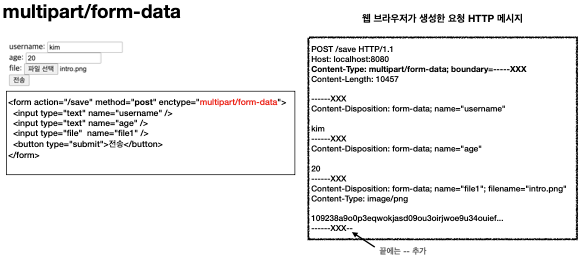 multipart/form-data
username: kim
age: 20
file: 파일 선택 intro.png
전송
<form action="/save" method="post" enctype="multipart/form-data">
<input type="text" name="username" />
<input type="text" name="age" />
<input type="file" name="file1" />
<button type="submit">전송</button>
</form>
웹 브라우저가 생성한 요청 HTTP 메시지
POST /save HTTP/1.1
Host: localhost:8080
Content-Type: multipart/form-data; boundary=-----XXX
Content-Length: 10457
------XXX
Content-Disposition: form-data; name="username"
kim
------XXX
Content-Disposition: form-data; name="age"
20
------XXX
Content-Disposition: form-data; name="file1"; filename="intro.png"
Content-Type: image/png
109238a9o0p3eqwokjasd09ou3oirjwoe9u34ouief...
------XXX--
끝에는 -- 추가